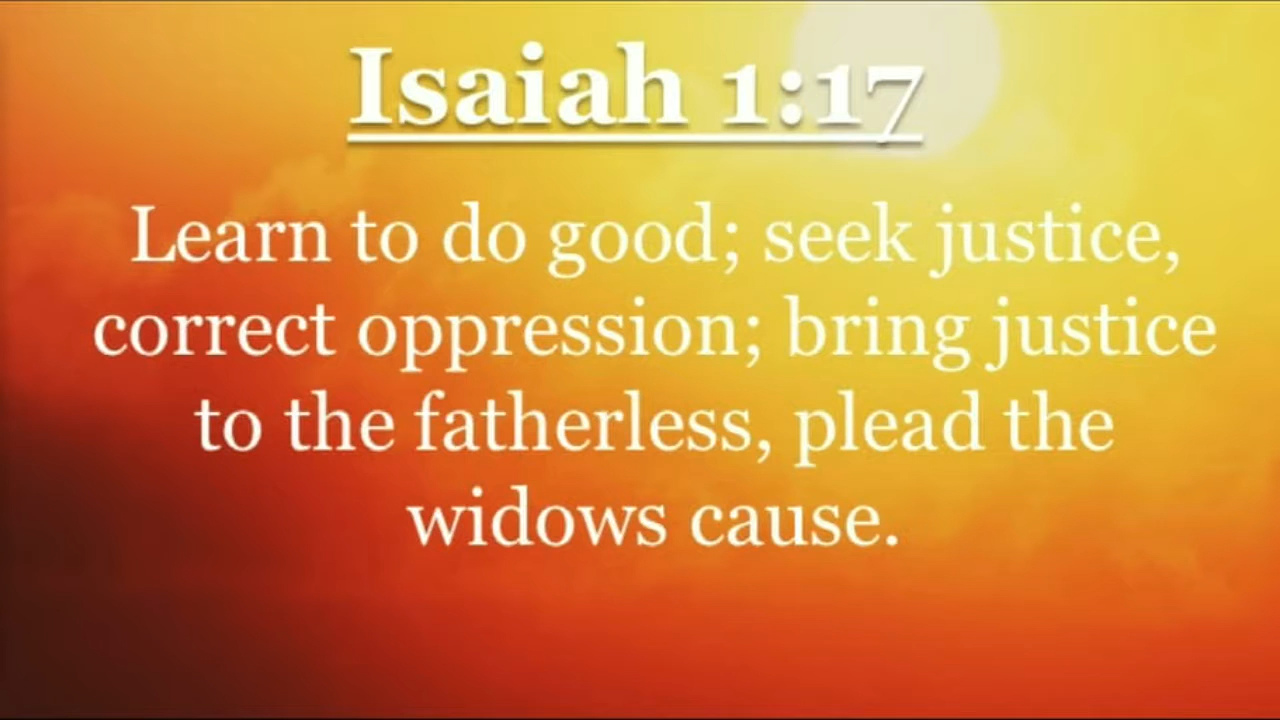 Isaiah 1:17
Learn to do good; seek justice,
correct oppression; bring justice
to the fatherless, plead the
widows cause.